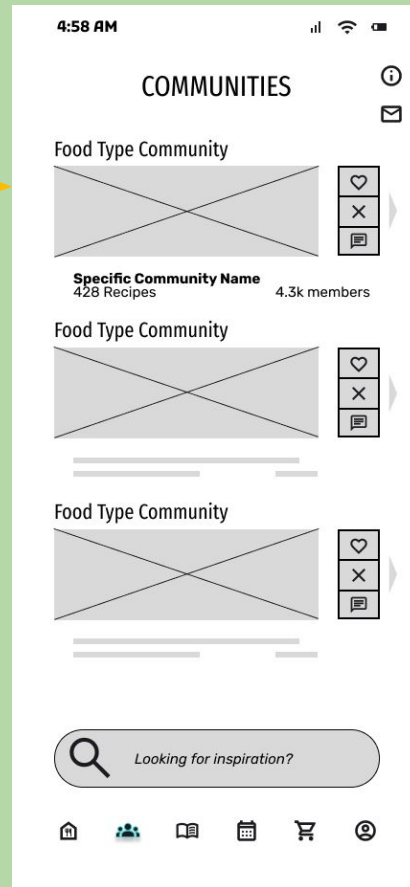 4:58 AM
COMMUNITIES
Food Type Community
Specific Community Name
428 Recipes 4.3k members
Food Type Community
Food Type Community
Looking for inspiration?